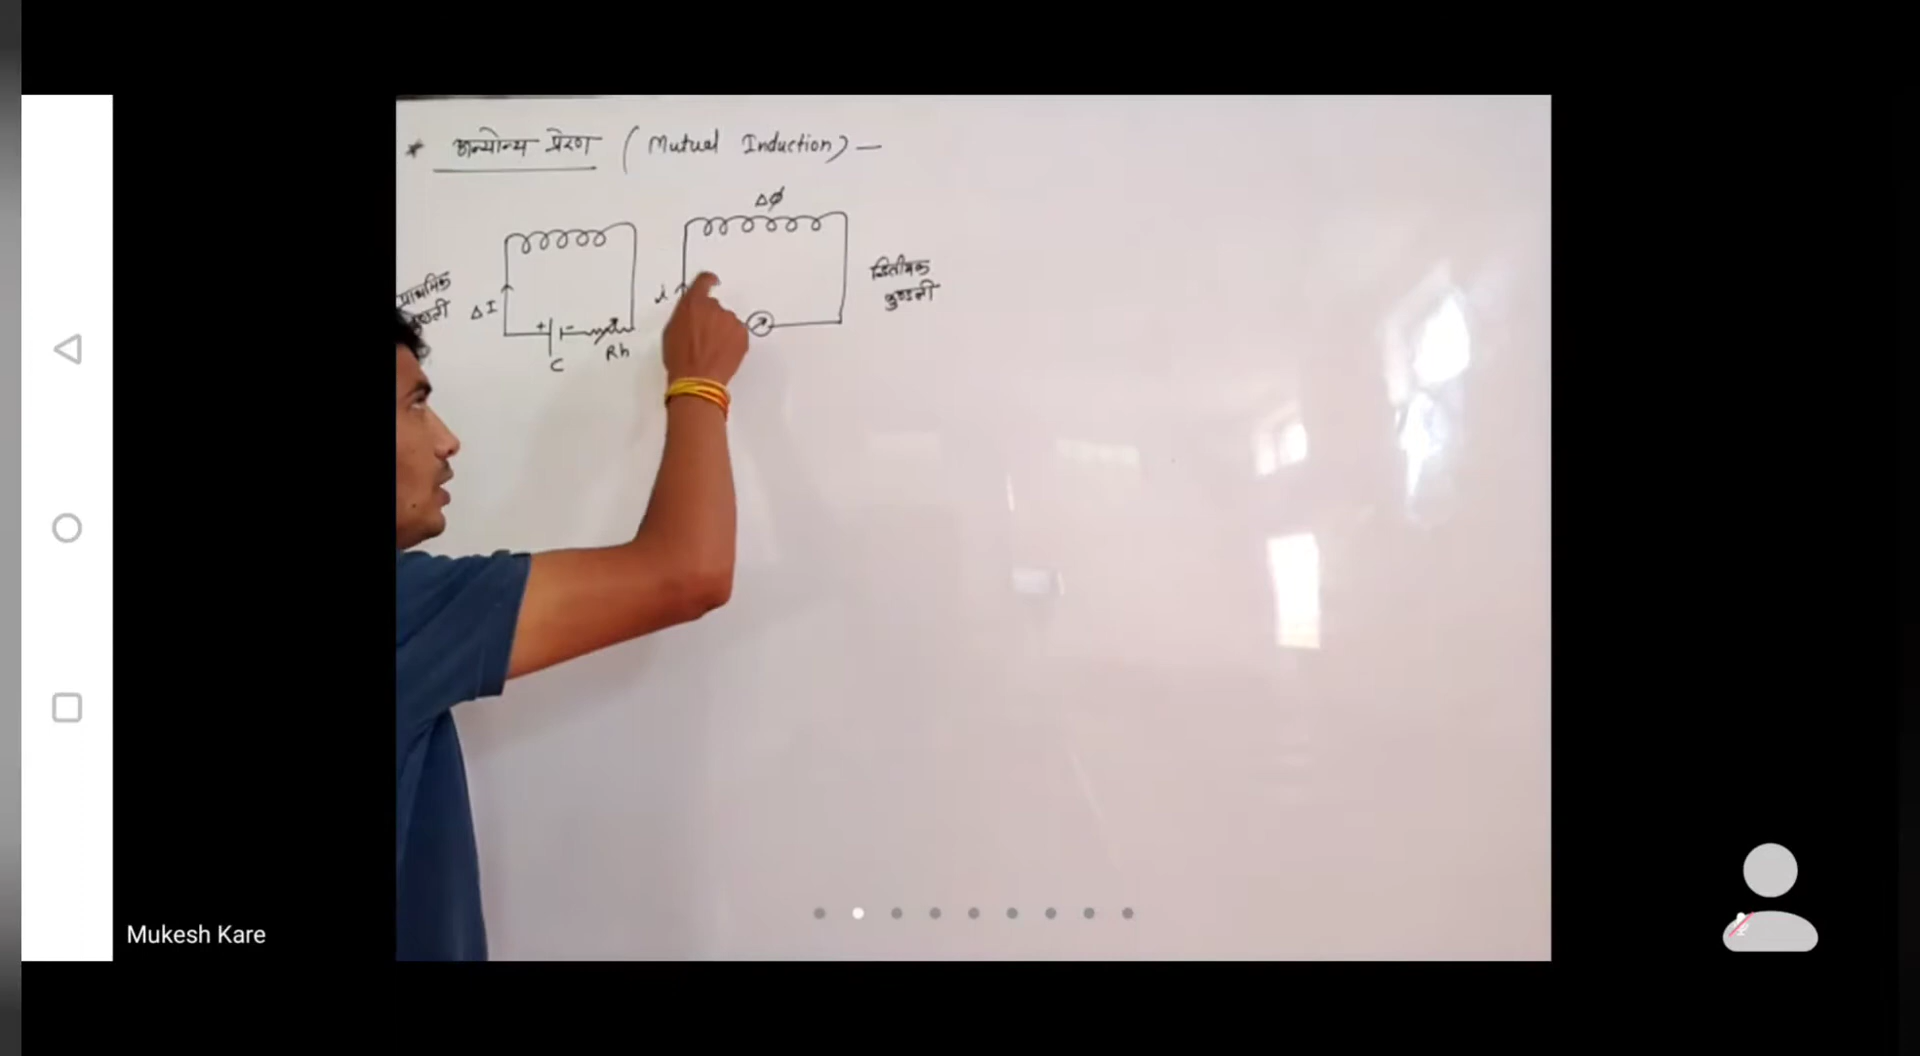 * अन्योन्य प्रेरण (Mutual Induction) —
Δφ
प्राथमिक
कुण्डली
ΔI
+ -
C
Rh
i
द्वितीयक
कुण्डली
Mukesh Kare